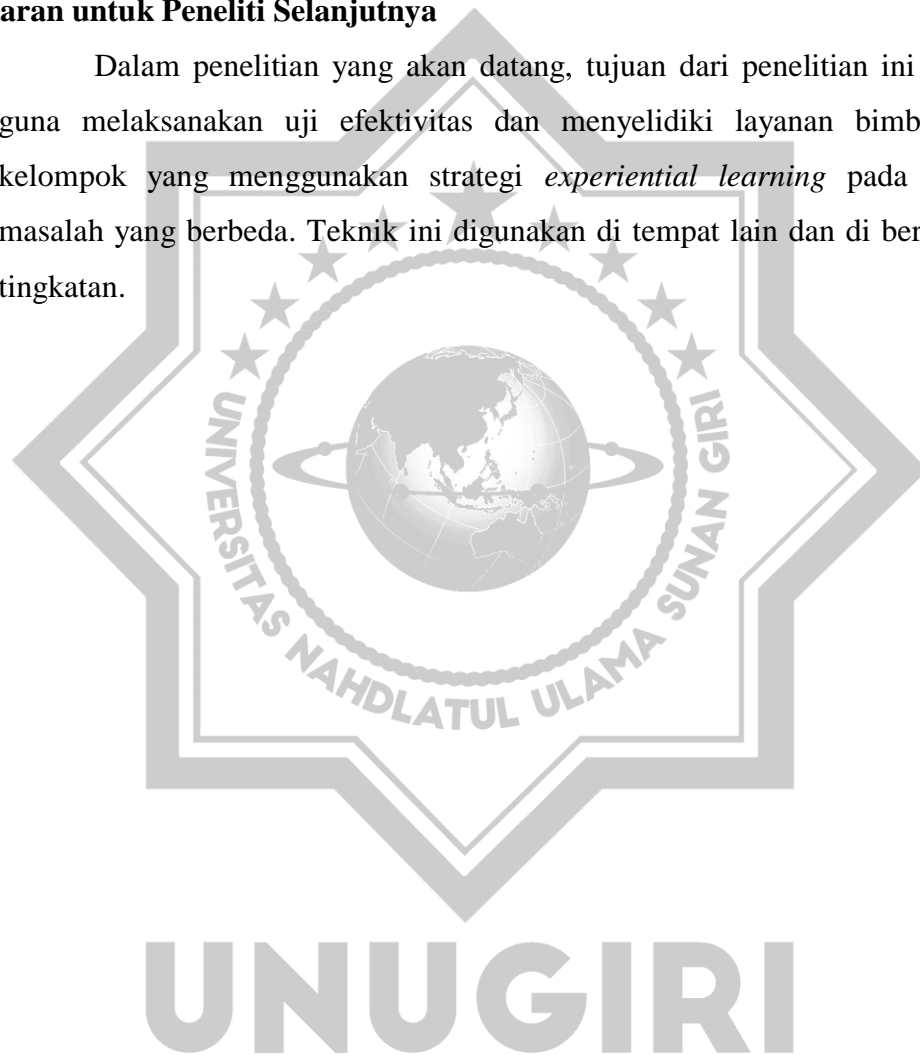 aran untuk Peneliti Selanjutnya
Dalam penelitian yang akan datang, tujuan dari penelitian ini
guna melaksanakan uji efektivitas dan menyelidiki layanan bimb
kelompok yang menggunakan strategi experiential learning pada
masalah yang berbeda. Teknik ini digunakan di tempat lain dan di ber
tingkatan.
UNIVERSITAS NAHDLATUL ULAMA SUNAN GIRI
UNUGIRI